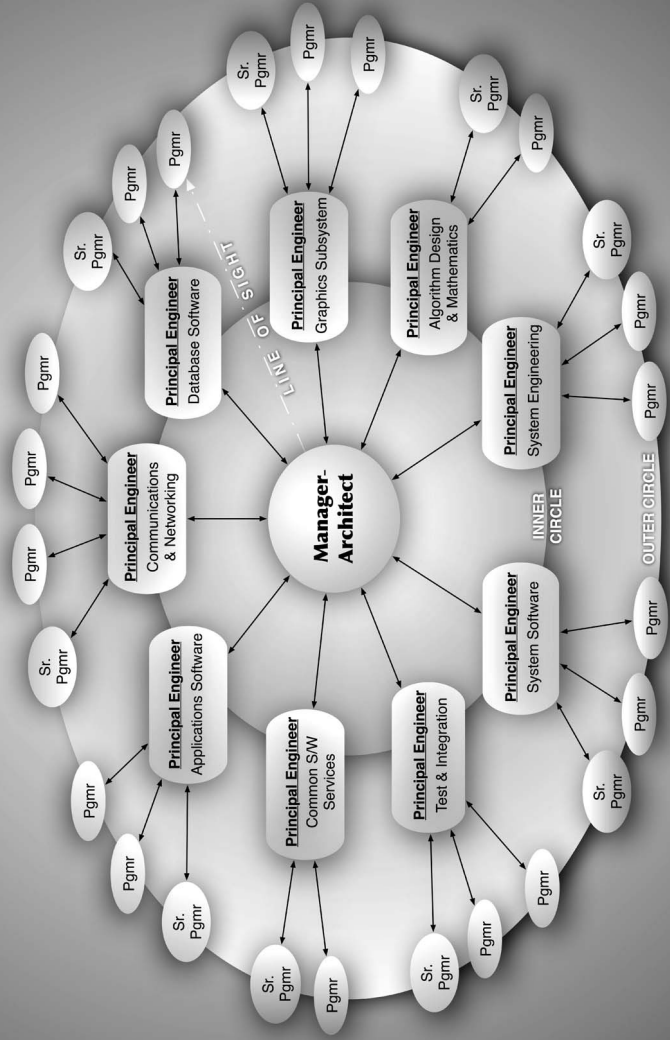 Sr.
Pgmr
Pgmr
Pgmr
Pgmr
Principal Engineer
Communications
& Networking
Sr.
Pgmr
Pgmr
Pgmr
Principal Engineer
Applications Software
Sr.
Pgmr
Pgmr
Pgmr
Principal Engineer
Database Software
Sr.
Pgmr
Pgmr
Principal Engineer
Common S/W
Services
LINE · OF · SIGHT
Manager-
Architect
Principal Engineer
Graphics Subsystem
Sr.
Pgmr
Pgmr
Pgmr
Sr.
Pgmr
Pgmr
Pgmr
Principal Engineer
Test & Integration
Principal Engineer
Algorithm Design
& Mathematics
Sr.
Pgmr
Pgmr
Principal Engineer
System Software
INNER
CIRCLE
Principal Engineer
System Engineering
Sr.
Pgmr
Pgmr
Pgmr
OUTER CIRCLE
Pgmr
Pgmr
Sr.
Pgmr